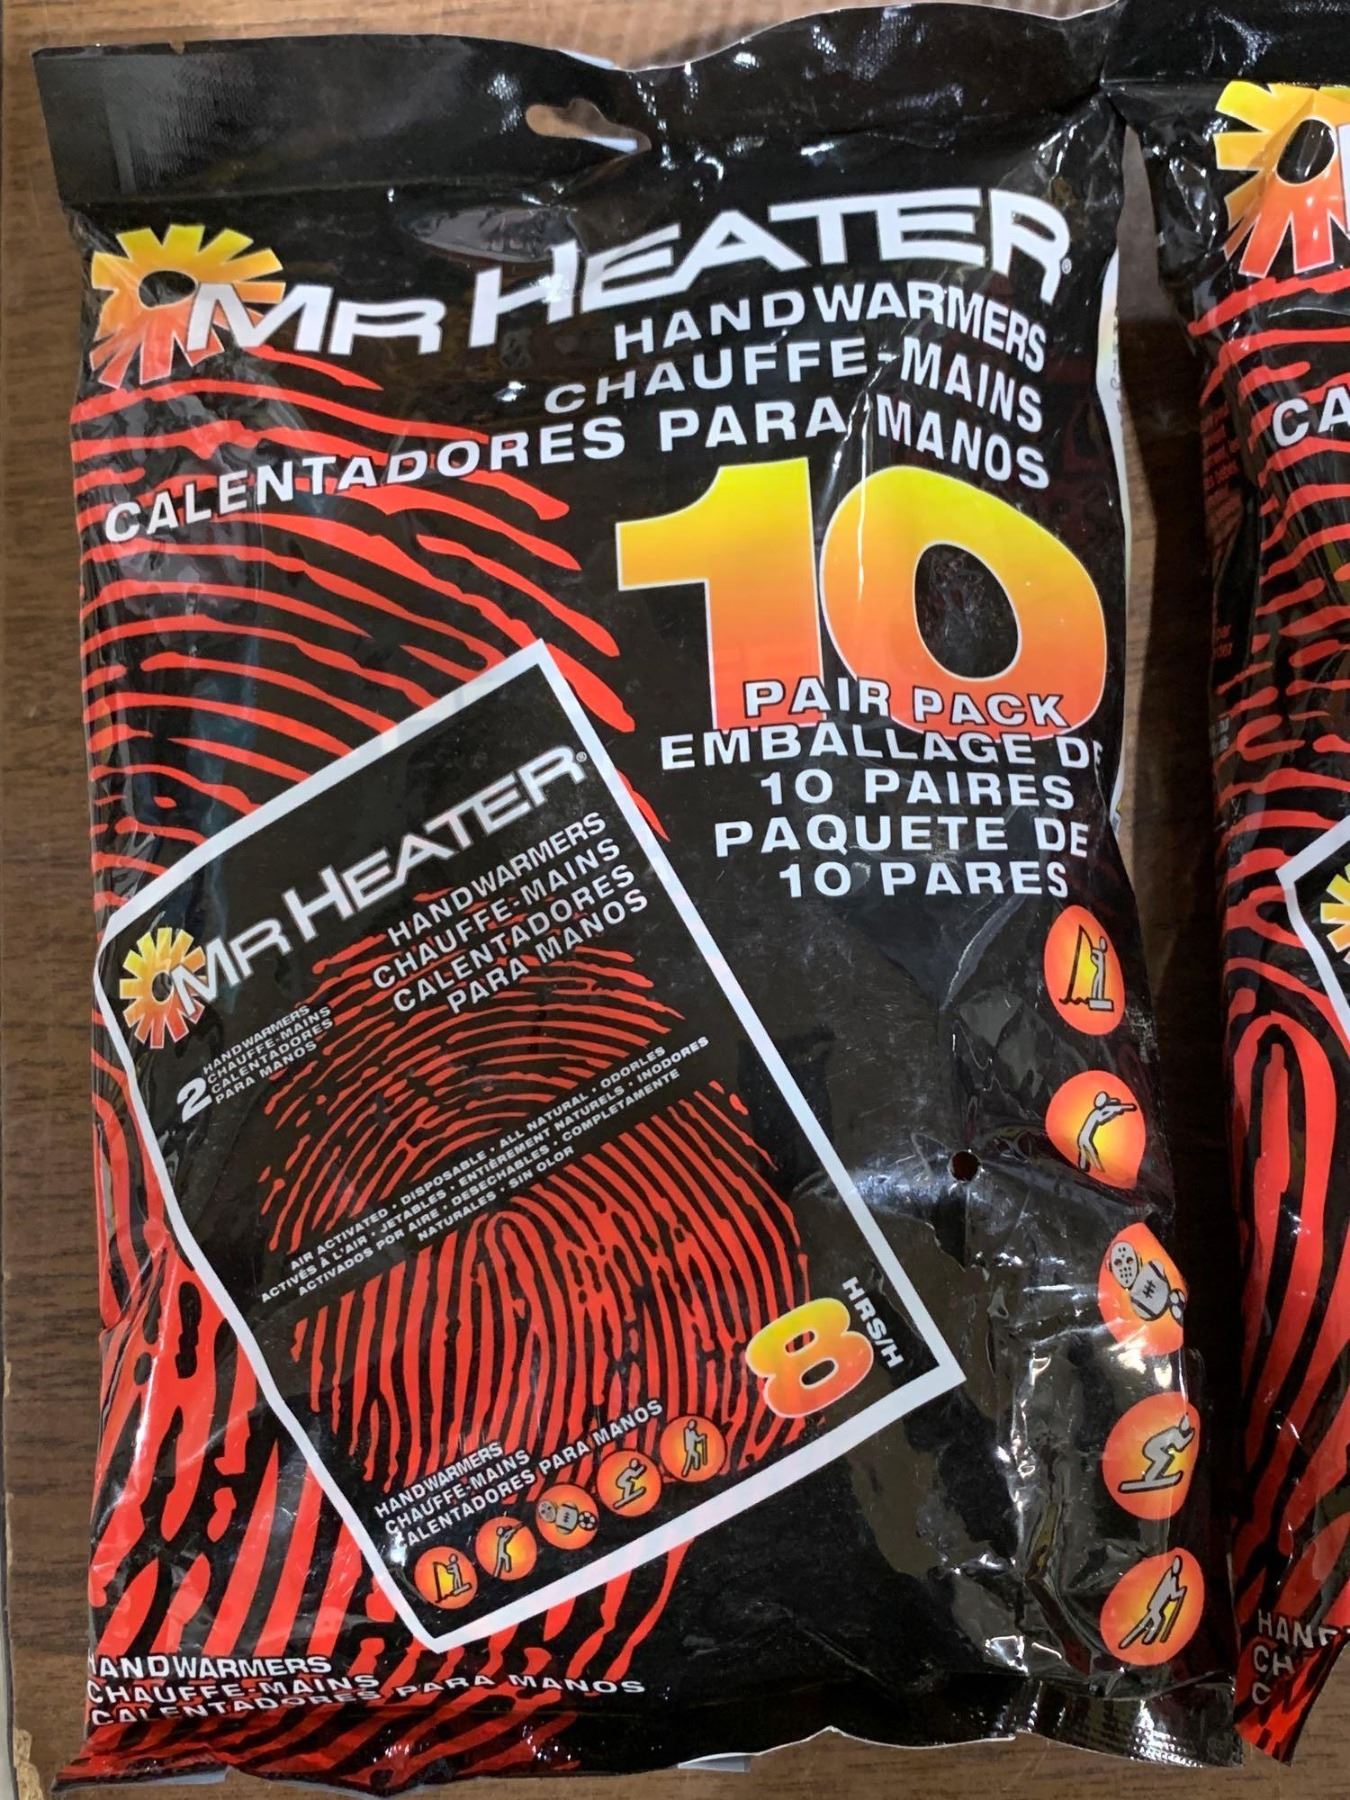 MR HEATER®
HANDWARMERS
CHAUFFE-MAINS
CALENTADORES PARA MANOS
10
PAIR PACK
EMBALLAGE DE
10 PAIRES
PAQUETE DE
10 PARES
MR HEATER®
HANDWARMERS
CHAUFFE-MAINS
CALENTADORES
PARA MANOS
2
HANDWARMERS
CHAUFFE-MAINS
CALENTADORES
PARA MANOS
AIR ACTIVATED • DISPOSABLE • ALL NATURAL • ODORLES
ACTIVÉS À L'AIR • JETABLES • ENTIÈREMENT NATURELS • INODORES
ACTIVADOS POR AIRE • DESECHABLES • COMPLETAMENTE
NATURALES • SIN OLOR
8 HRS/H
HANDWARMERS
CHAUFFE-MAINS
CALENTADORES PARA MANOS
HANDWARMERS
CHAUFFE-MAINS
CALENTADORES PARA MANOS
CA
HAN
CH
C